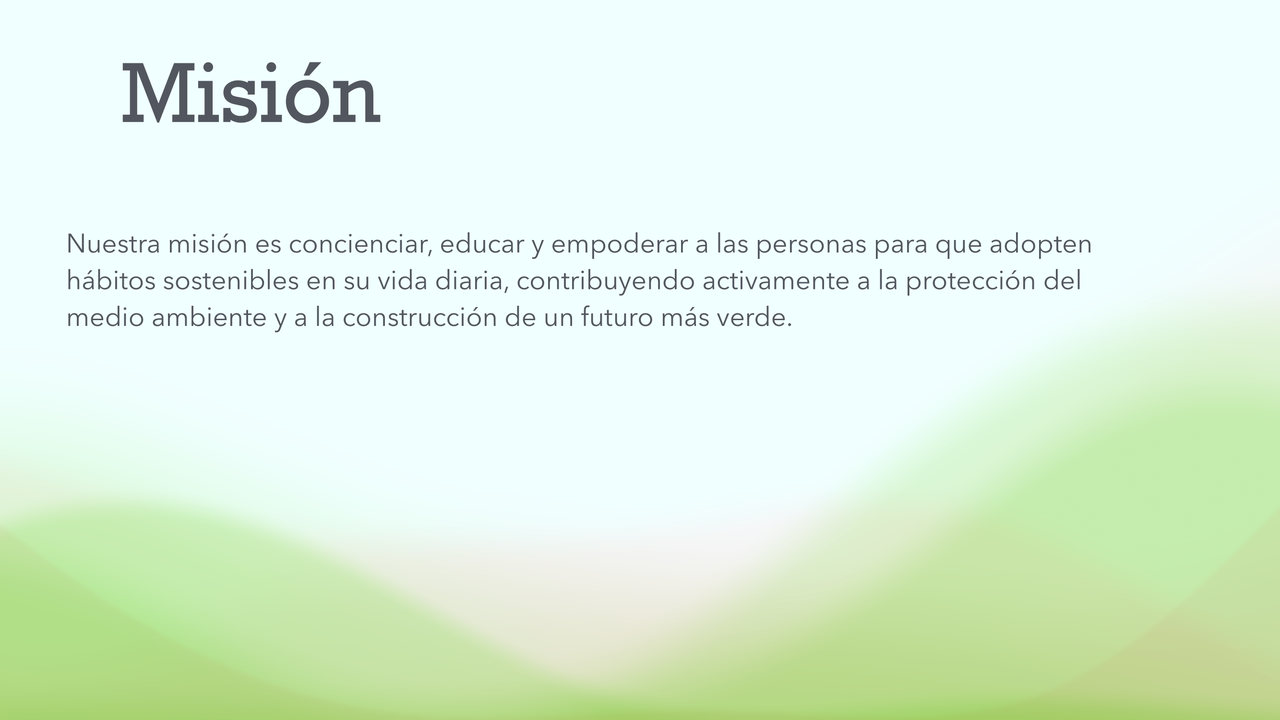 Misión
Nuestra misión es concienciar, educar y empoderar a las personas para que adopten
hábitos sostenibles en su vida diaria, contribuyendo activamente a la protección del
medio ambiente y a la construcción de un futuro más verde.